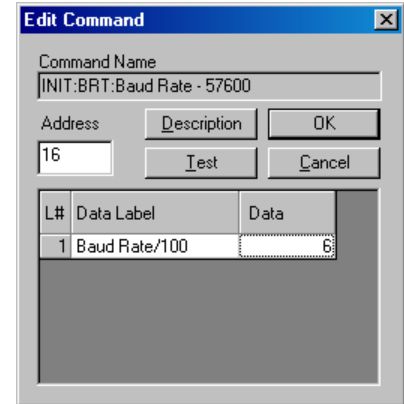 Edit Command
Command Name
INIT:BRT:Baud Rate - 57600
Address
Description
OK
16
Test
Cancel
L# Data Label Data
1 Baud Rate/100 6